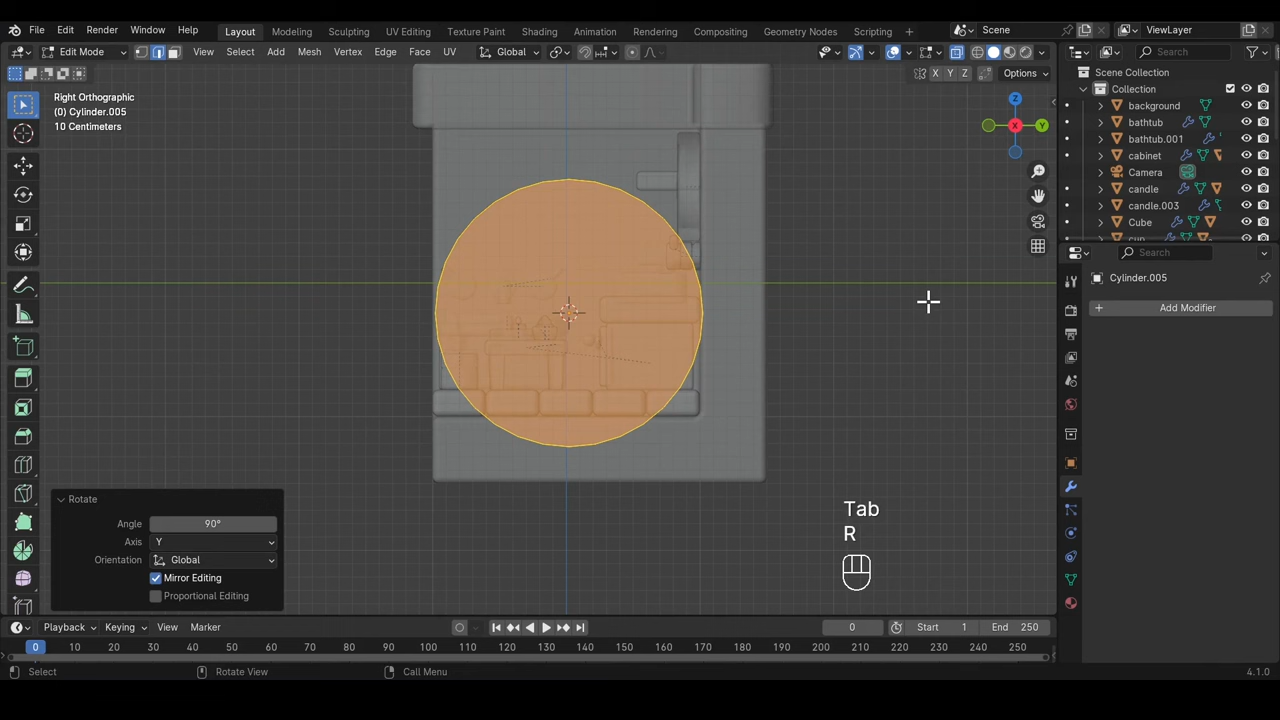 File Edit Render Window Help Layout Modeling Sculpting UV Editing Texture Paint Shading Animation Rendering Compositing Geometry Nodes Scripting + Scene ViewLayer
Edit Mode View Select Add Mesh Vertex Edge Face UV Global Search
X Y Z Options
Right Orthographic
(0) Cylinder.005
10 Centimeters
Z
X
Y
Scene Collection
Collection
background
bathtub
bathtub.001
cabinet
Camera
candle
candle.003
Cube
cup
Search
Cylinder.005
Add Modifier
Rotate
Angle 90°
Axis Y
Orientation Global
Mirror Editing
Proportional Editing
Tab
R
Playback Keying View Marker 0 Start 1 End 250
0 10 20 30 40 50 60 70 80 90 100 110 120 130 140 150 160 170 180 190 200 210 220 230 240 250
Select Rotate View Call Menu 4.1.0